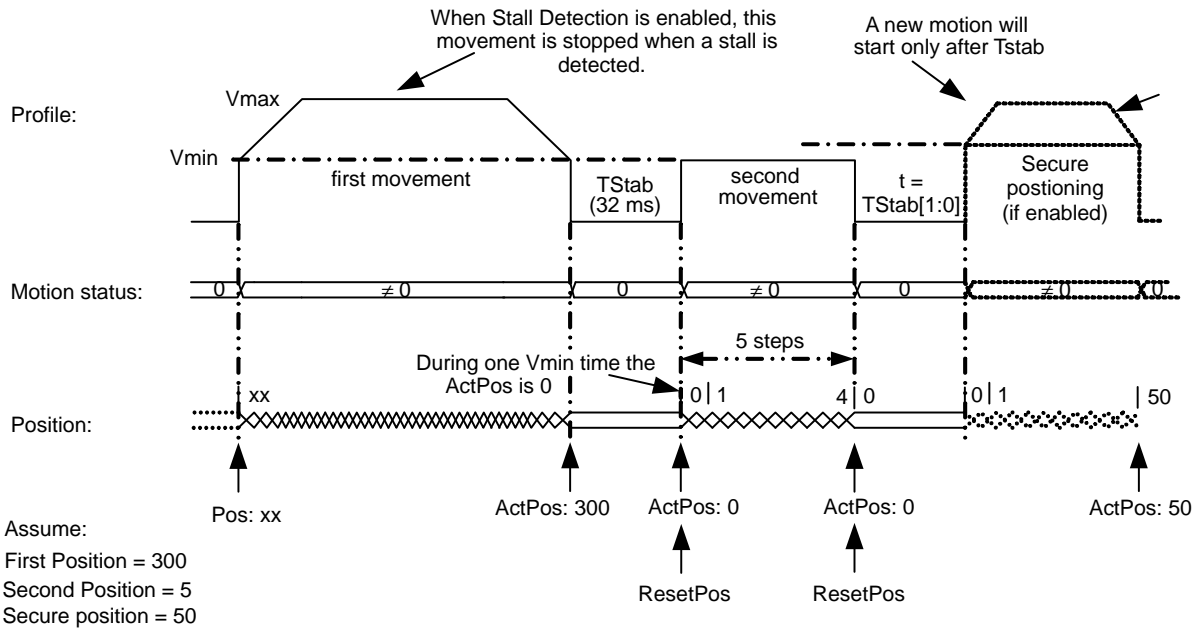 When Stall Detection is enabled, this
movement is stopped when a stall is
detected.
A new motion will
start only after Tstab
Profile:
Vmax
Vmin
first movement
TStab
(32 ms)
second
movement
t =
TStab[1:0]
Secure
postioning
(if enabled)
Motion status:
0
≠ 0
0
≠ 0
0
≠ 0
0
5 steps
During one Vmin time the
ActPos is 0
Position:
xx
0 | 1
4 | 0
0 | 1
50
Pos: xx
ActPos: 300
ActPos: 0
ActPos: 0
ActPos: 50
ResetPos
ResetPos
Assume:
First Position = 300
Second Position = 5
Secure position = 50